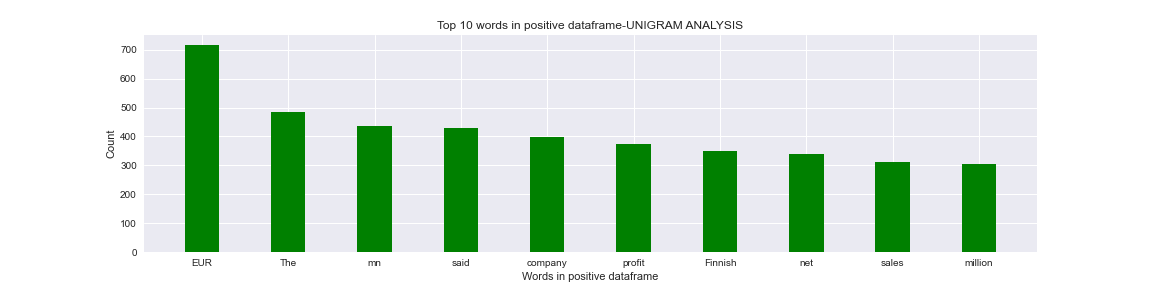 Top 10 words in positive dataframe-UNIGRAM ANALYSIS
Count
700
600
500
400
300
200
100
0
EUR The mn said company profit Finnish net sales million
Words in positive dataframe